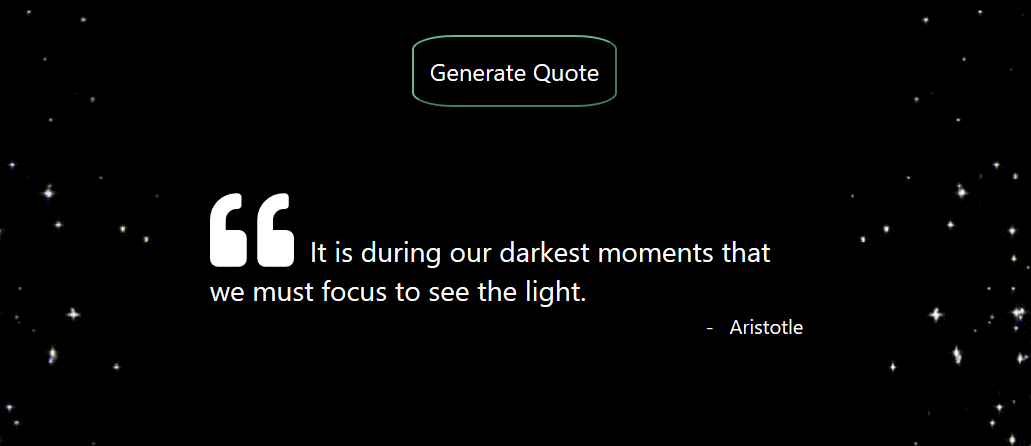 Generate Quote
“ It is during our darkest moments that
we must focus to see the light.
- Aristotle